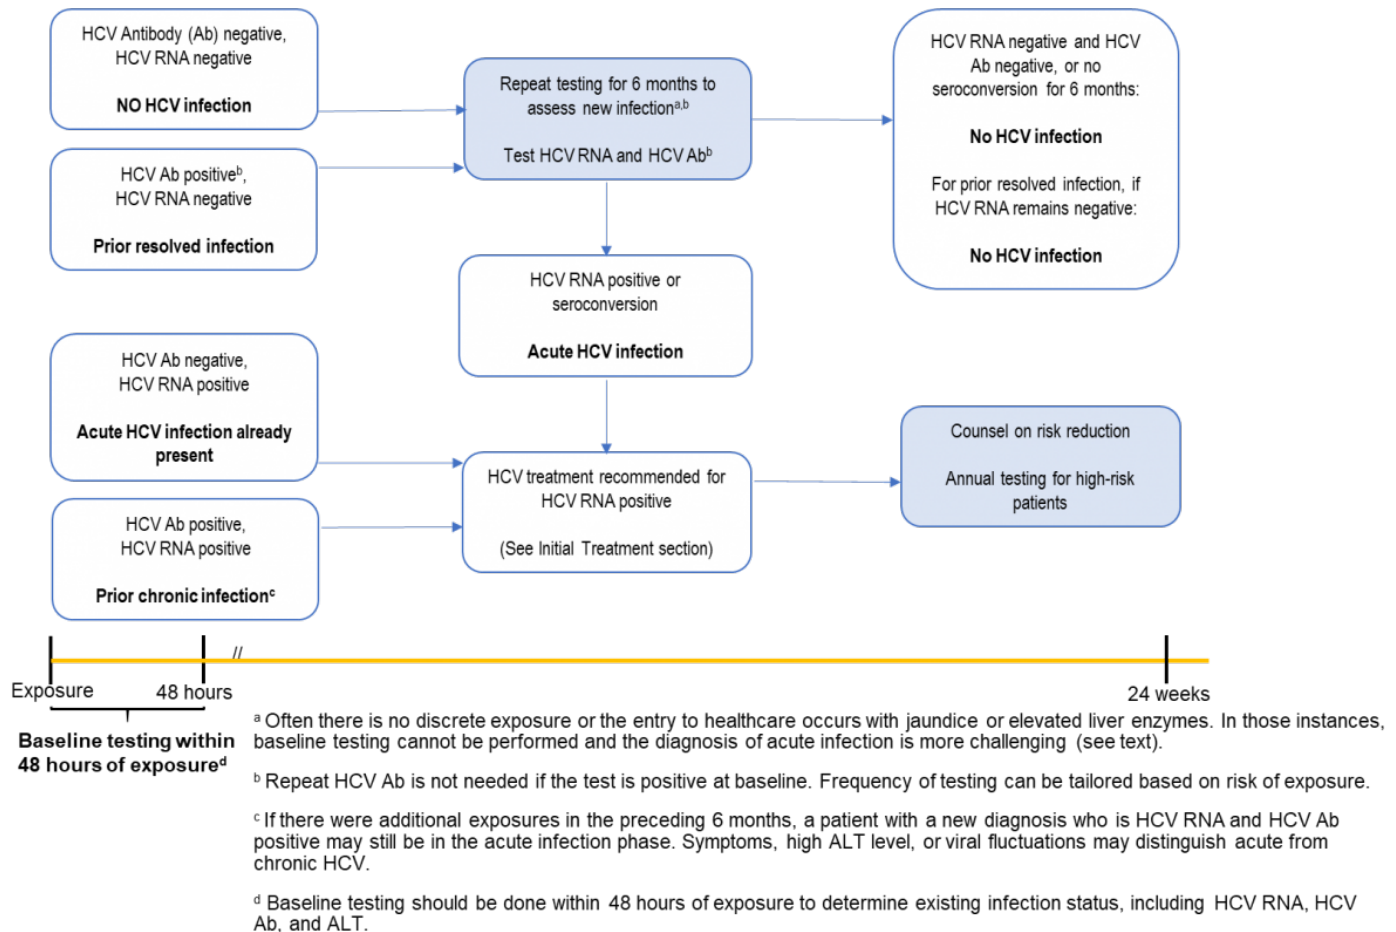 HCV Antibody (Ab) negative,
HCV RNA negative
NO HCV infection
HCV Ab positiveᵇ,
HCV RNA negative
Prior resolved infection
HCV Ab negative,
HCV RNA positive
Acute HCV infection already
present
HCV Ab positive,
HCV RNA positive
Prior chronic infectionᶜ
Repeat testing for 6 months to
assess new infectionᵃ,ᵇ
Test HCV RNA and HCV Abᵇ
HCV RNA positive or
seroconversion
Acute HCV infection
HCV treatment recommended for
HCV RNA positive
(See Initial Treatment section)
HCV RNA negative and HCV
Ab negative, or no
seroconversion for 6 months:
No HCV infection
For prior resolved infection, if
HCV RNA remains negative:
No HCV infection
Counsel on risk reduction
Annual testing for high-risk
patients
//
Exposure
48 hours
24 weeks
Baseline testing within
48 hours of exposureᵈ
ᵃ Often there is no discrete exposure or the entry to healthcare occurs with jaundice or elevated liver enzymes. In those instances,
baseline testing cannot be performed and the diagnosis of acute infection is more challenging (see text).
ᵇ Repeat HCV Ab is not needed if the test is positive at baseline. Frequency of testing can be tailored based on risk of exposure.
ᶜ If there were additional exposures in the preceding 6 months, a patient with a new diagnosis who is HCV RNA and HCV Ab
positive may still be in the acute infection phase. Symptoms, high ALT level, or viral fluctuations may distinguish acute from
chronic HCV.
ᵈ Baseline testing should be done within 48 hours of exposure to determine existing infection status, including HCV RNA, HCV
Ab, and ALT.